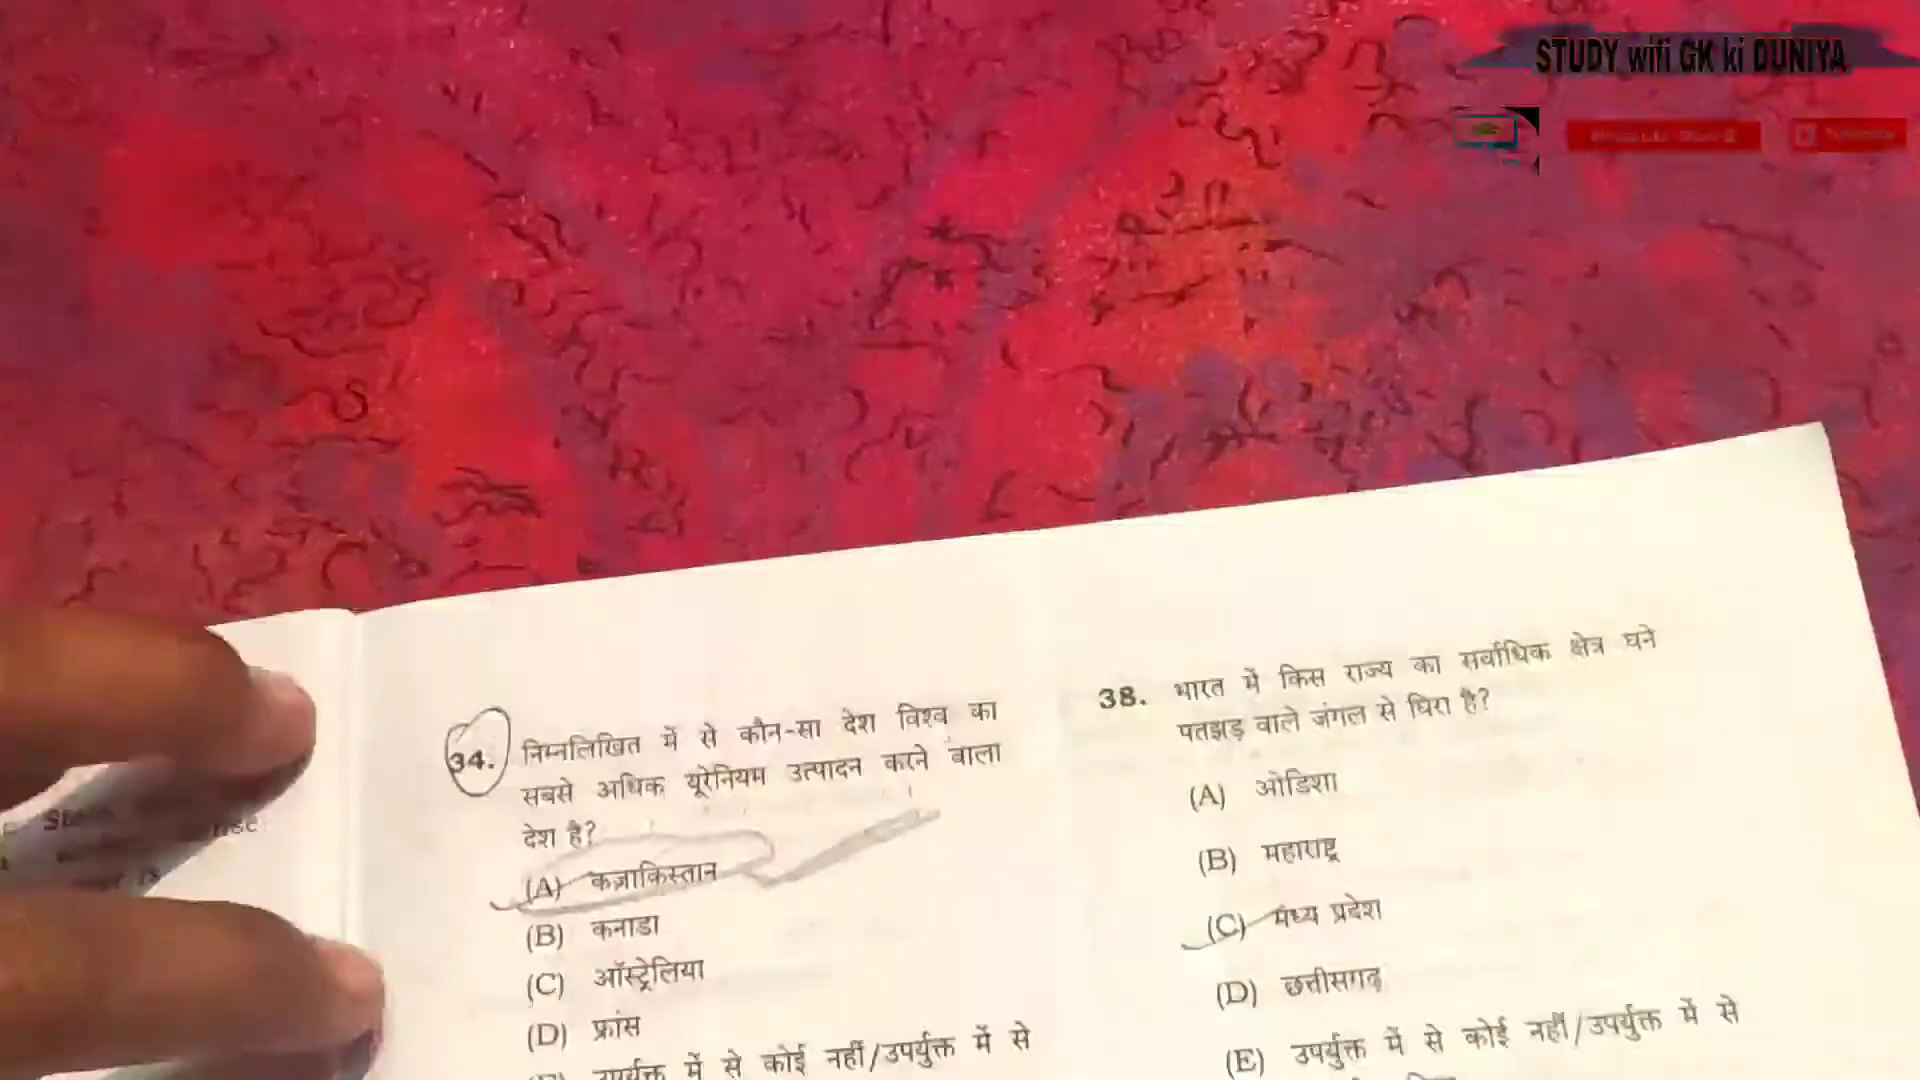 STUDY wifi GK ki DUNIYA
34. निम्नलिखित में से कौन-सा देश विश्व का
सबसे अधिक यूरेनियम उत्पादन करने वाला
देश है?
(A) कज़ाकिस्तान
(B) कनाडा
(C) ऑस्ट्रेलिया
(D) फ्रांस
उपर्युक्त में से कोई नहीं/उपर्युक्त में से
38. भारत में किस राज्य का सर्वाधिक क्षेत्र घने
पतझड़ वाले जंगल से घिरा है?
(A) ओडिशा
(B) महाराष्ट्र
(C) मध्य प्रदेश
(D) छत्तीसगढ़
(E) उपर्युक्त में से कोई नहीं/उपर्युक्त में से